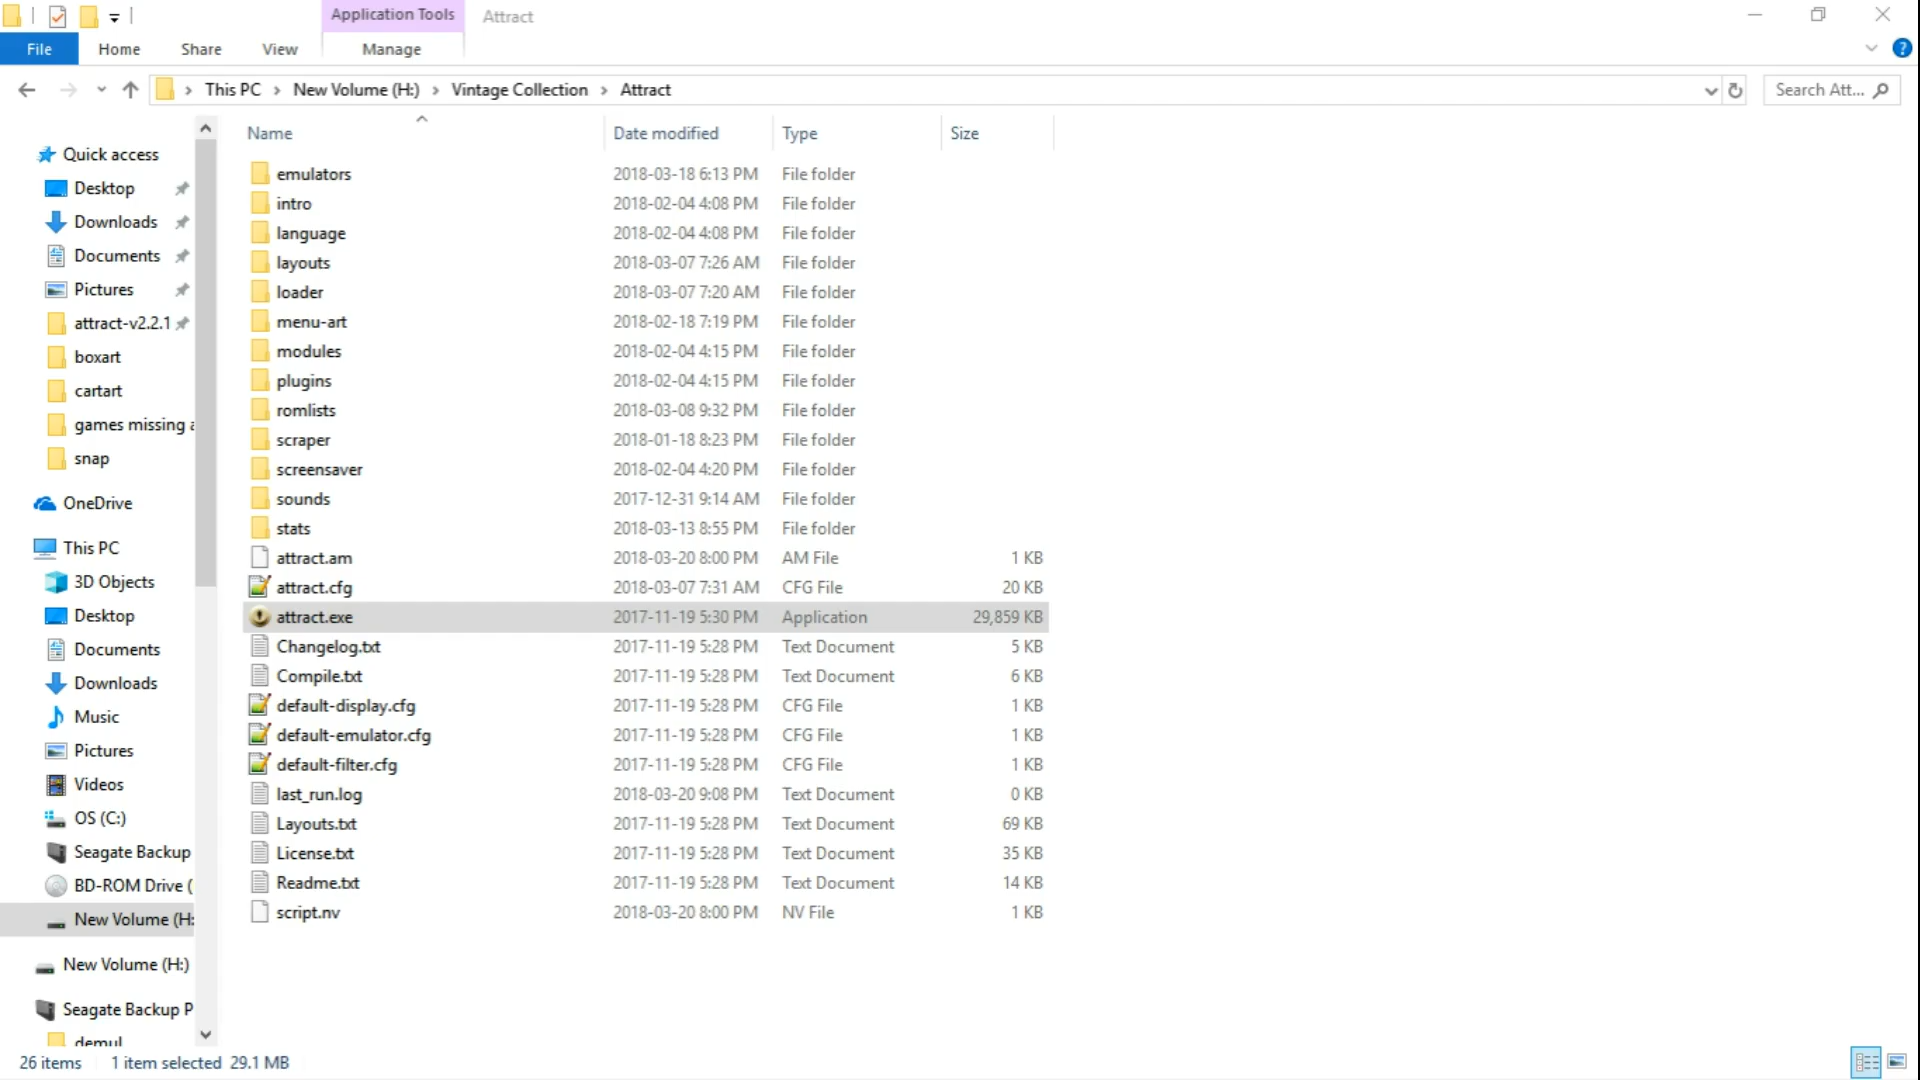 Application Tools Attract
File Home Share View Manage
This PC New Volume (H:) Vintage Collection Attract Search Att...
Name Date modified Type Size
Quick access
Desktop
Downloads
Documents
Pictures
attract-v2.2.1
boxart
cartart
games missing
snap
OneDrive
This PC
3D Objects
Desktop
Documents
Downloads
Music
Pictures
Videos
OS (C:)
Seagate Backup
BD-ROM Drive (
New Volume (H:
New Volume (H:)
Seagate Backup P
demul
emulators 2018-03-18 6:13 PM File folder
intro 2018-02-04 4:08 PM File folder
language 2018-02-04 4:08 PM File folder
layouts 2018-03-07 7:26 AM File folder
loader 2018-03-07 7:20 AM File folder
menu-art 2018-02-18 7:19 PM File folder
modules 2018-02-04 4:15 PM File folder
plugins 2018-02-04 4:15 PM File folder
romlists 2018-03-08 9:32 PM File folder
scraper 2018-01-18 8:23 PM File folder
screensaver 2018-02-04 4:20 PM File folder
sounds 2017-12-31 9:14 AM File folder
stats 2018-03-13 8:55 PM File folder
attract.am 2018-03-20 8:00 PM AM File 1 KB
attract.cfg 2018-03-07 7:31 AM CFG File 20 KB
attract.exe 2017-11-19 5:30 PM Application 29,859 KB
Changelog.txt 2017-11-19 5:28 PM Text Document 5 KB
Compile.txt 2017-11-19 5:28 PM Text Document 6 KB
default-display.cfg 2017-11-19 5:28 PM CFG File 1 KB
default-emulator.cfg 2017-11-19 5:28 PM CFG File 1 KB
default-filter.cfg 2017-11-19 5:28 PM CFG File 1 KB
last_run.log 2018-03-20 9:08 PM Text Document 0 KB
Layouts.txt 2017-11-19 5:28 PM Text Document 69 KB
License.txt 2017-11-19 5:28 PM Text Document 35 KB
Readme.txt 2017-11-19 5:28 PM Text Document 14 KB
script.nv 2018-03-20 8:00 PM NV File 1 KB
26 items 1 item selected 29.1 MB